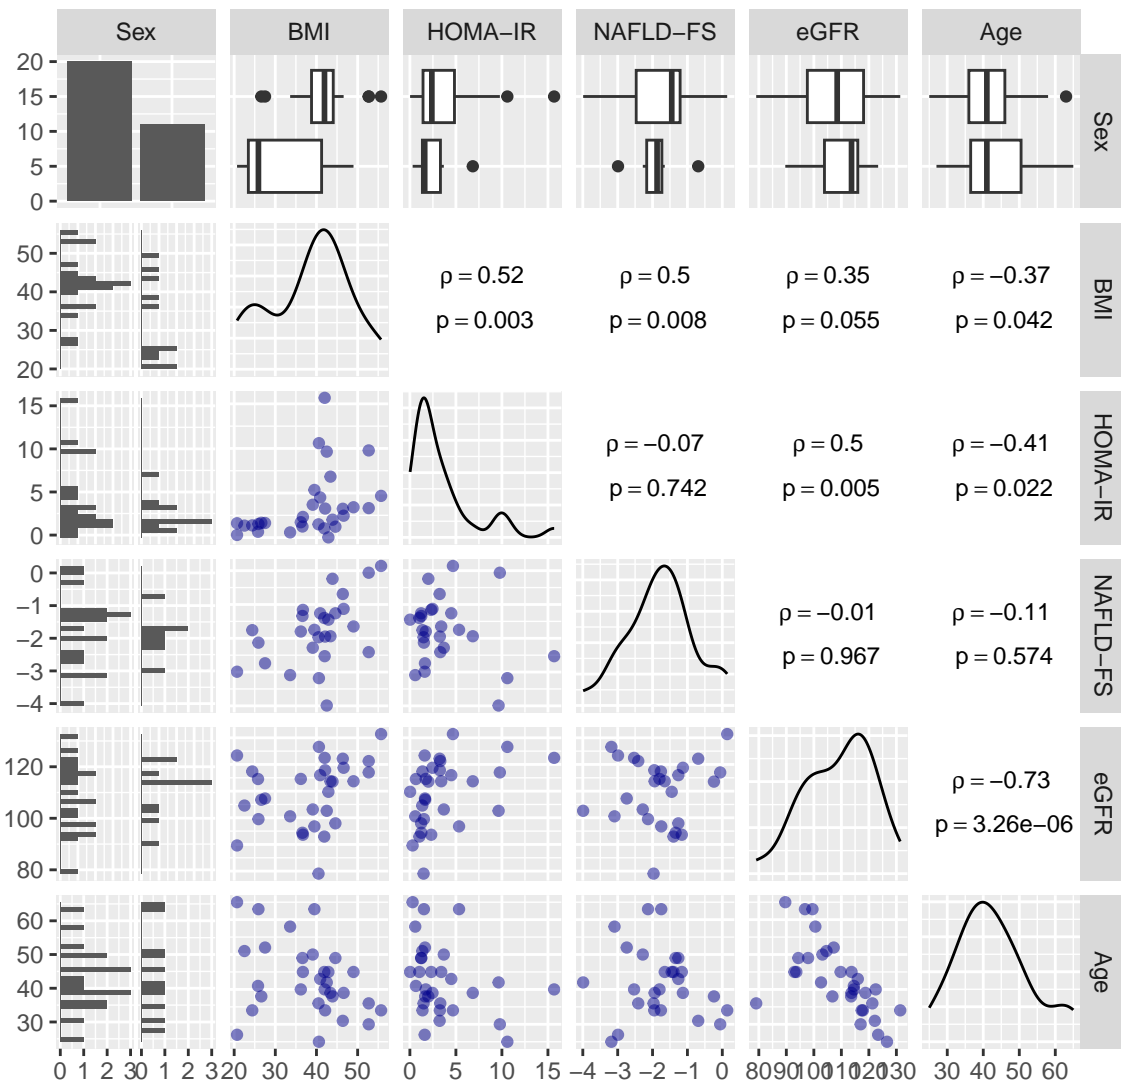 Sex BMI HOMA−IR NAFLD−FS eGFR Age
20
15
10
5
0
Sex
50
40
30
20
ρ = 0.52 ρ = 0.5 ρ = 0.35 ρ = −0.37
p = 0.003 p = 0.008 p = 0.055 p = 0.042
BMI
15
10
5
0
ρ = −0.07 ρ = 0.5 ρ = −0.41
p = 0.742 p = 0.005 p = 0.022
HOMA−IR
0
−1
−2
−3
−4
ρ = −0.01 ρ = −0.11
p = 0.967 p = 0.574
NAFLD−FS
120
100
80
ρ = −0.73
p = 3.26e−06
eGFR
60
50
40
30
Age
0 1 2 3 0 1 2 3 20 30 40 50 0 5 10 15 −4 −3 −2 −1 0 80 90 100 110 120 130 30 40 50 60